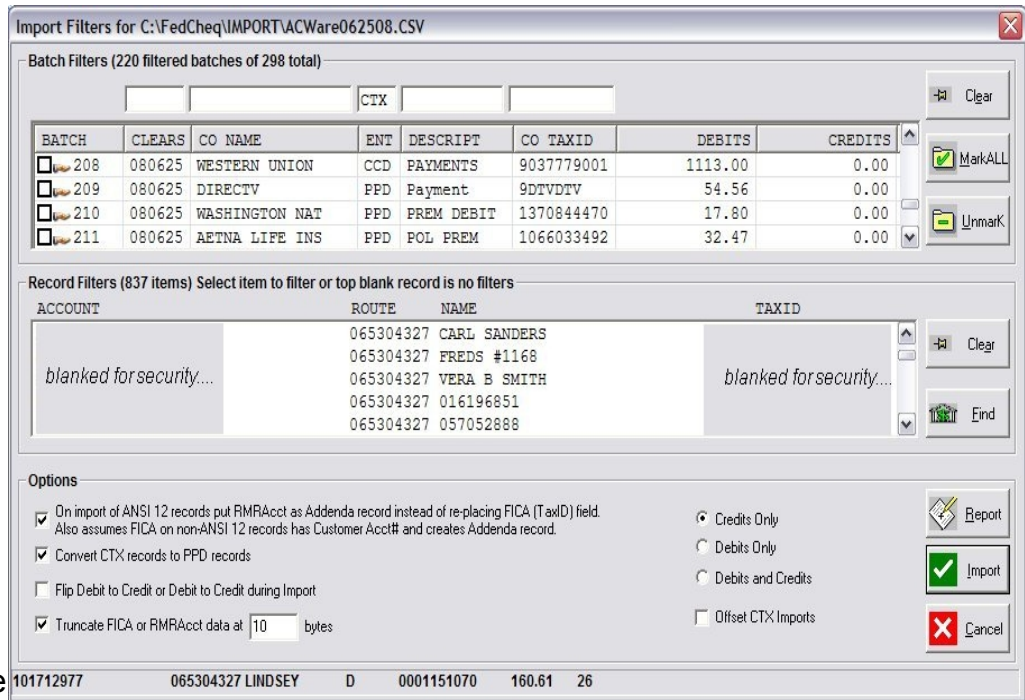 Import Filters for C:\FedCheq\IMPORT\ACWare062508.CSV
Batch Filters (220 filtered batches of 298 total)
CTX
Clear
BATCH CLEARS CO NAME ENT DESCRIPT CO TAXID DEBITS CREDITS
208 080625 WESTERN UNION CCD PAYMENTS 9037779001 1113.00 0.00
MarkALL
209 080625 DIRECTV PPD Payment 9DTVDTV 54.56 0.00
210 080625 WASHINGTON NAT PPD PREM DEBIT 1370844470 17.80 0.00
UnmarK
211 080625 AETNA LIFE INS PPD POL PREM 1066033492 32.47 0.00
Record Filters (837 items) Select item to filter or top blank record is no filters
ACCOUNT ROUTE NAME TAXID
065304327 CARL SANDERS
Clear
065304327 FREDS #1168
blanked for security.... 065304327 VERA B SMITH blanked for security....
065304327 016196851
Find
065304327 057052888
Options
On import of ANSI 12 records put RMRAcct as Addenda record instead of re-placing FICA (TaxID) field.
Also assumes FICA on non-ANSI 12 records has Customer Acct# and creates Addenda record.
Convert CTX records to PPD records
Flip Debit to Credit or Debit to Credit during Import
Truncate FICA or RMRAcct data at 10 bytes
Credits Only
Debits Only
Debits and Credits
Offset CTX Imports
Report
Import
Cancel
e 101712977 065304327 LINDSEY D 0001151070 160.61 26